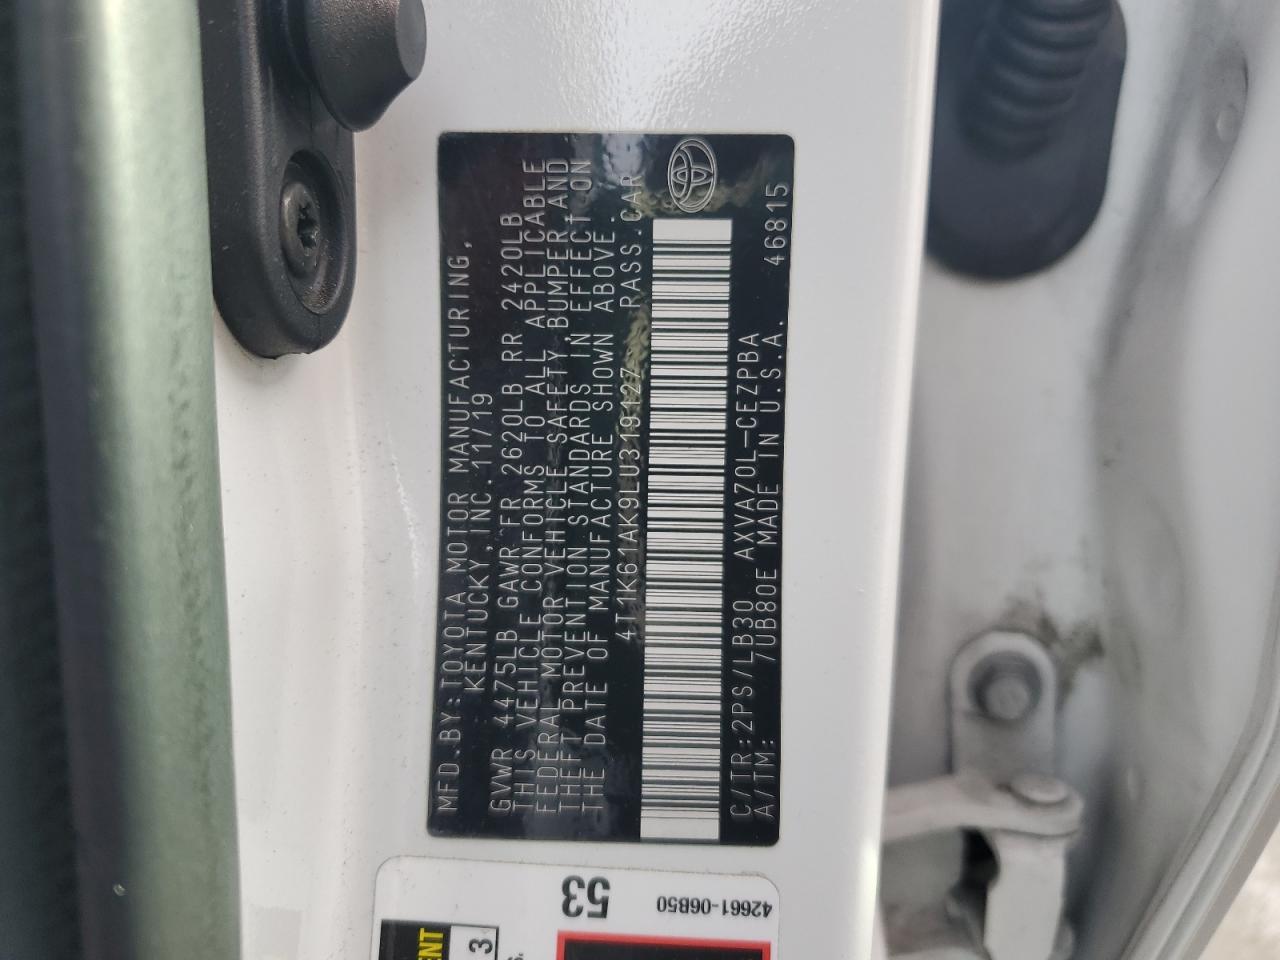 MFD.BY:TOYOTA MOTOR MANUFACTURING,
KENTUCKY,INC.11/19
GVWR 4475LB GAWR FR 2620LB RR 2420LB
THIS VEHICLE CONFORMS TO ALL APPLICABLE
FEDERAL MOTOR VEHICLE SAFETY,BUMPER,AND
THEFT PREVENTION STANDARDS IN EFFECT ON
THE DATE OF MANUFACTURE SHOWN ABOVE.
4T1K61AK9LU319127 PASS.CAR
C/TR:2PS/LB30 AXVA70L-CEZPBA
A/TM: 7UB80E MADE IN U.S.A. 46815
53
42661-06B50
3